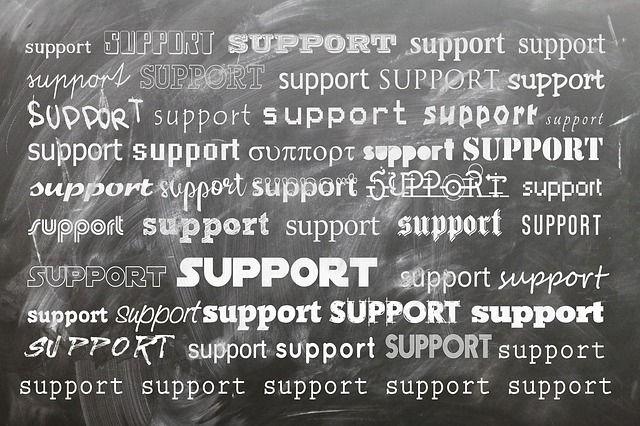 support SUPPORT SUPPORT support support
support SUPPORT support SUPPORT support
SUPPORT support support support support
support support συππορτ support SUPPORT
support support support SUPPORT support
support support support support SUPPORT
SUPPORT SUPPORT support support
support support support SUPPORT support
SUPPORT support support SUPPORT support
support support support support support